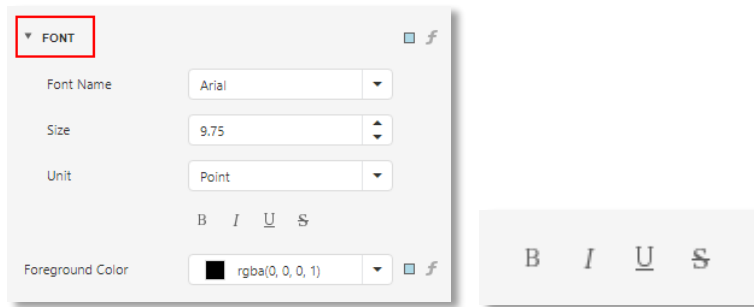 FONT
Font Name Arial
Size 9.75
Unit Point
B I U S
Foreground Color rgba(0, 0, 0, 1)
B I U S